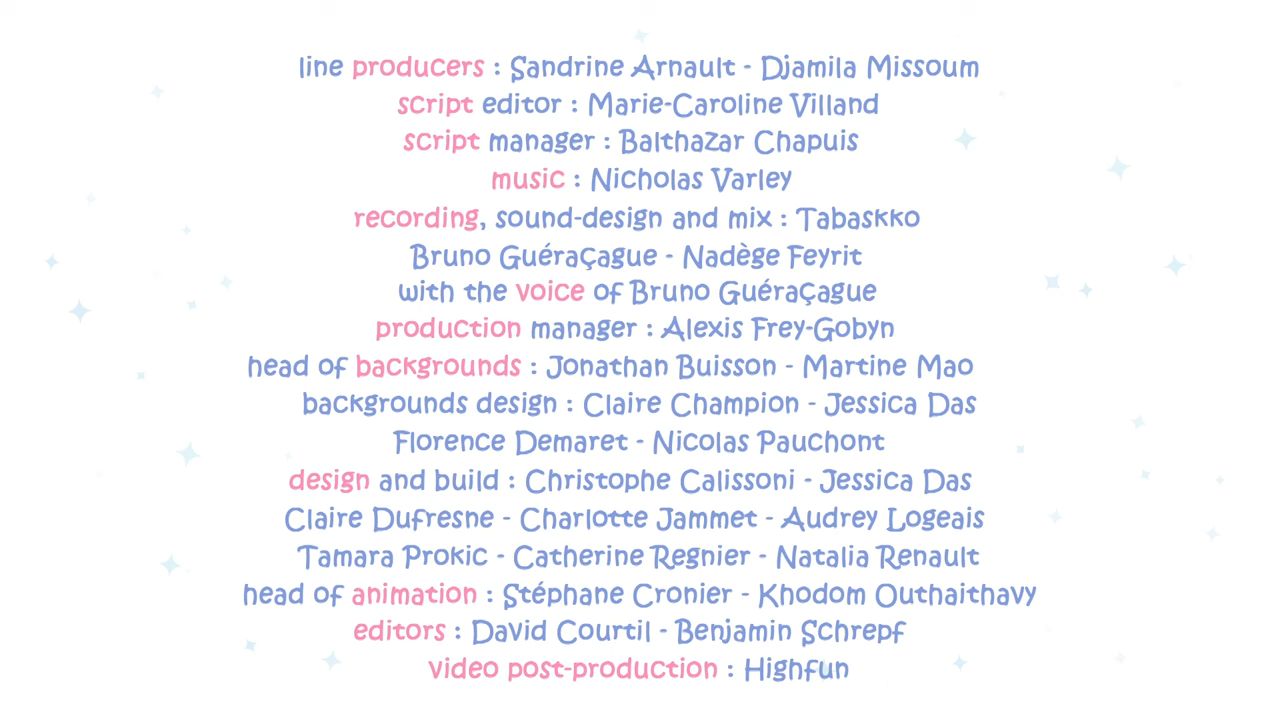 line producers : Sandrine Arnault - Djamila Missoum
script editor : Marie-Caroline Villand
script manager : Balthazar Chapuis
music : Nicholas Varley
recording, sound-design and mix : Tabaskko
Bruno Guéraçague - Nadège Feyrit
with the voice of Bruno Guéraçague
production manager : Alexis Frey-Gobyn
head of backgrounds : Jonathan Buisson - Martine Mao
backgrounds design : Claire Champion - Jessica Das
Florence Demaret - Nicolas Pauchont
design and build : Christophe Calissoni - Jessica Das
Claire Dufresne - Charlotte Jammet - Audrey Logeais
Tamara Prokic - Catherine Regnier - Natalia Renault
head of animation : Stéphane Cronier - Khodom Outhaithavy
editors : David Courtil - Benjamin Schrepf
video post-production : Highfun